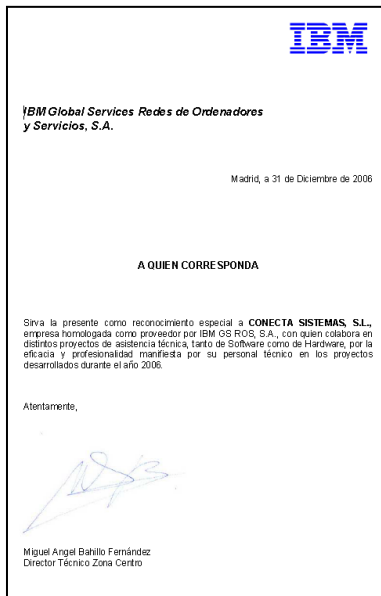 IBM
IBM Global Services Redes de Ordenadores
y Servicios, S.A.
Madrid, a 31 de Diciembre de 2006
A QUIEN CORRESPONDA
Sirva la presente como reconocimiento especial a CONECTA SISTEMAS, S.L.,
empresa homologada como proveedor por IBM GS ROS, S.A., con quien colabora en
distintos proyectos de asistencia técnica, tanto de Software como de Hardware, por la
eficacia y profesionalidad manifiesta por su personal técnico en los proyectos
desarrollados durante el año 2006.
Atentamente,
Miguel Angel Bahillo Fernández
Director Técnico Zona Centro